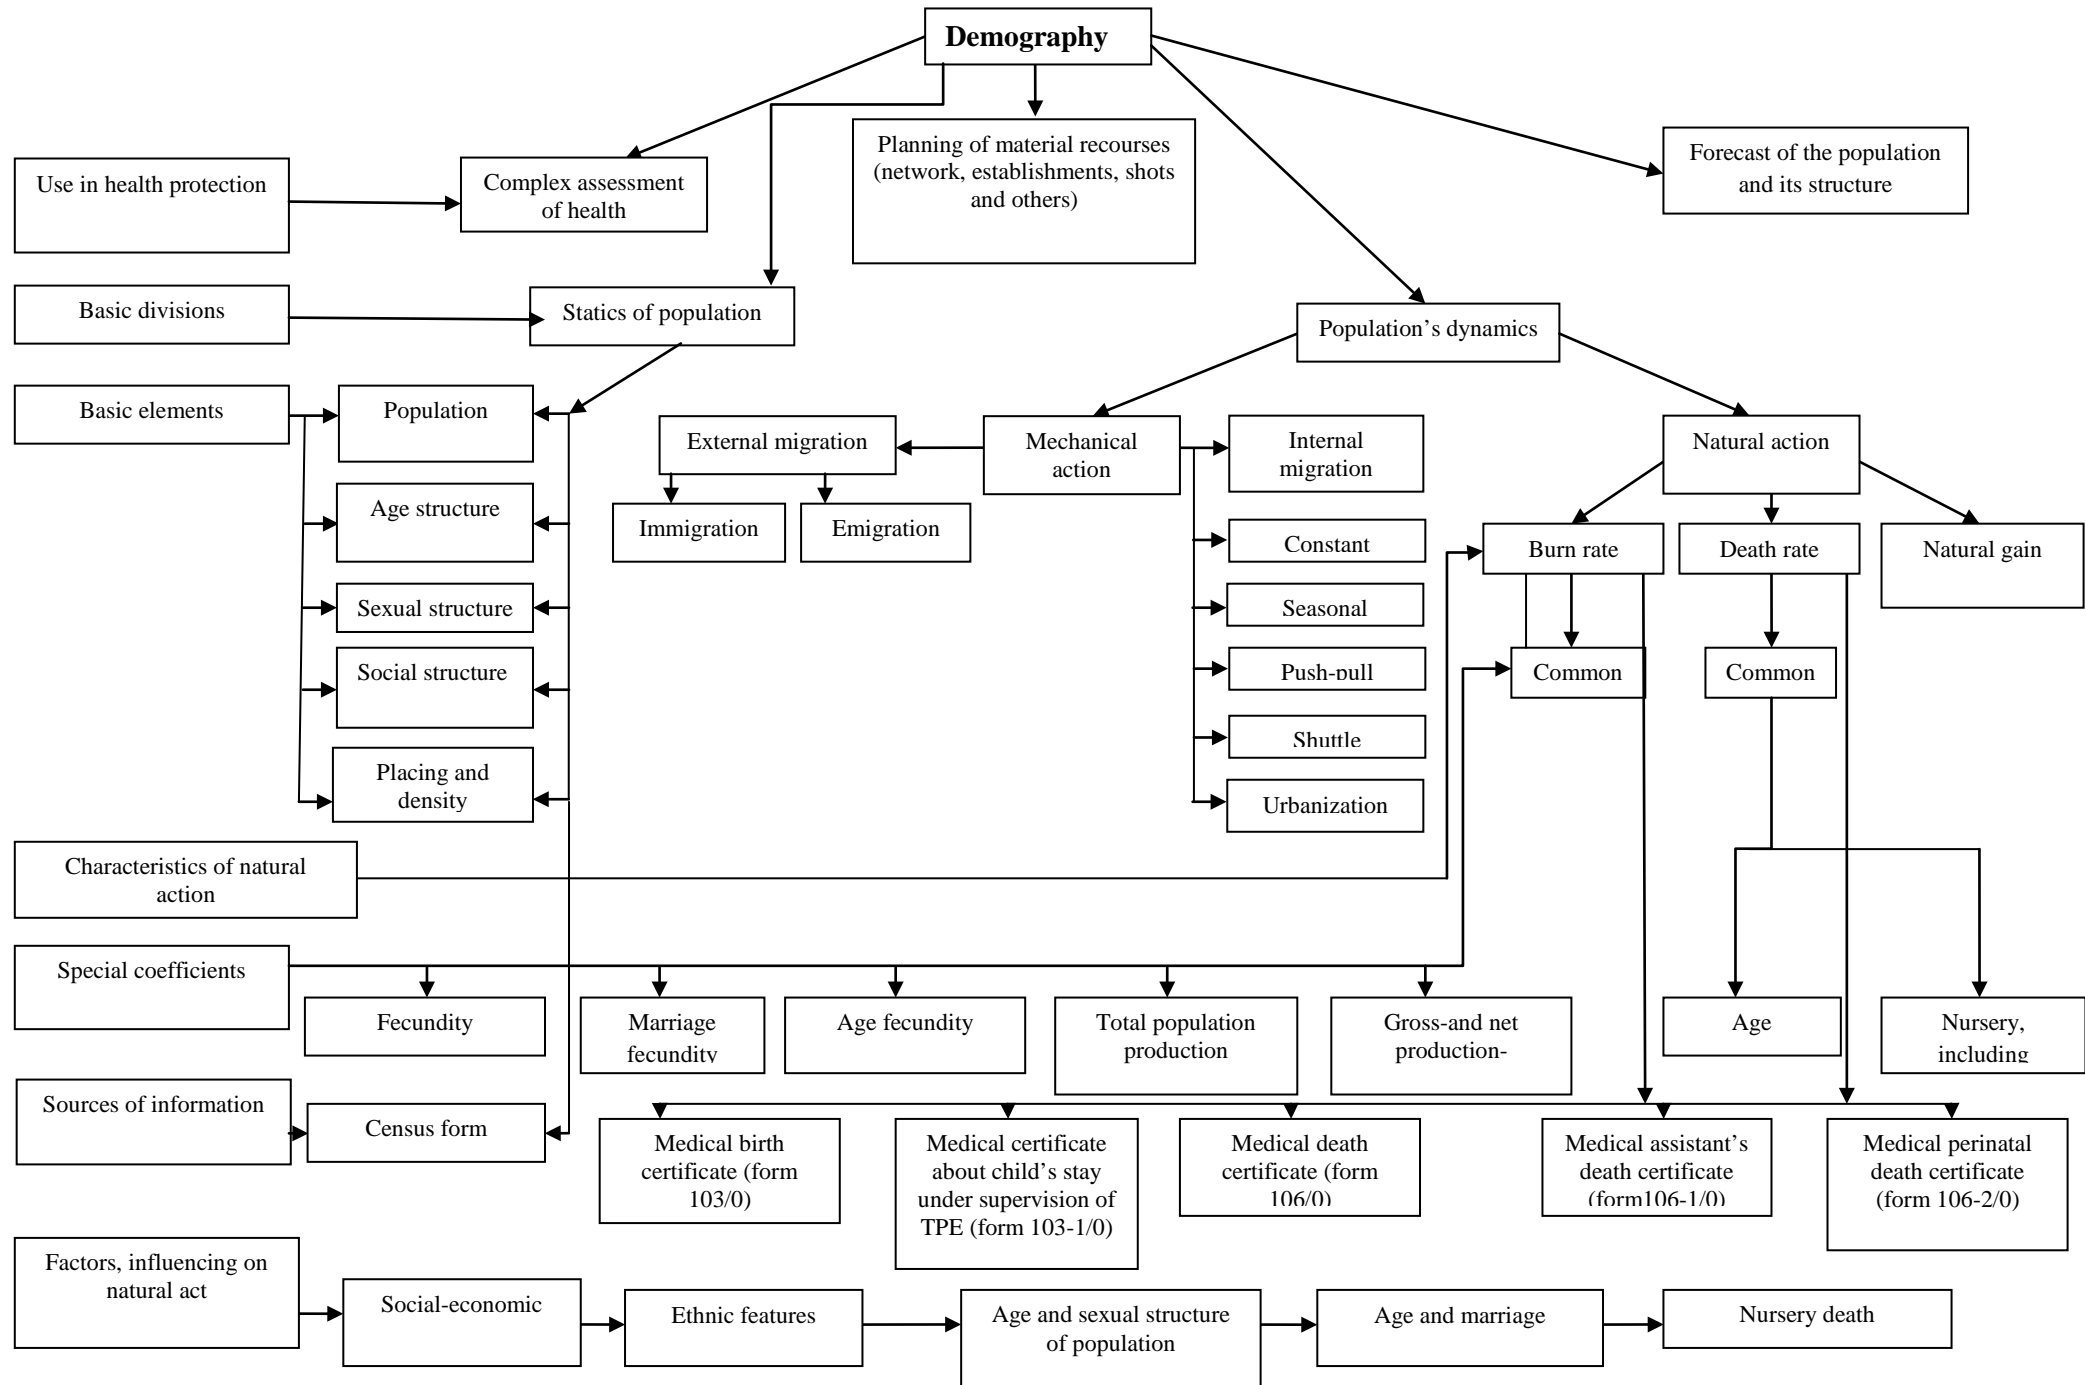 Demography
Use in health protection
Complex assessment
of health
Planning of material recourses
(network, establishments, shots
and others)
Forecast of the population
and its structure
Basic divisions
Statics of population
Population’s dynamics
Basic elements
Population
External migration
Mechanical
action
Internal
migration
Natural action
Age structure
Immigration
Emigration
Constant
Burn rate
Death rate
Natural gain
Sexual structure
Seasonal
Social structure
Push-pull
Common
Common
Shuttle
Placing and
density
Urbanization
Characteristics of natural
action
Special coefficients
Fecundity
Marriage
fecundity
Age fecundity
Total population
production
Gross-and net
production-
Age
Nursery,
including
Sources of information
Census form
Medical birth
certificate (form
103/0)
Medical certificate
about child’s stay
under supervision of
TPE (form 103-1/0)
Medical death
certificate (form
106/0)
Medical assistant’s
death certificate
(form106-1/0)
Medical perinatal
death certificate
(form 106-2/0)
Factors, influencing on
natural act
Social-economic
Ethnic features
Age and sexual structure
of population
Age and marriage
Nursery death